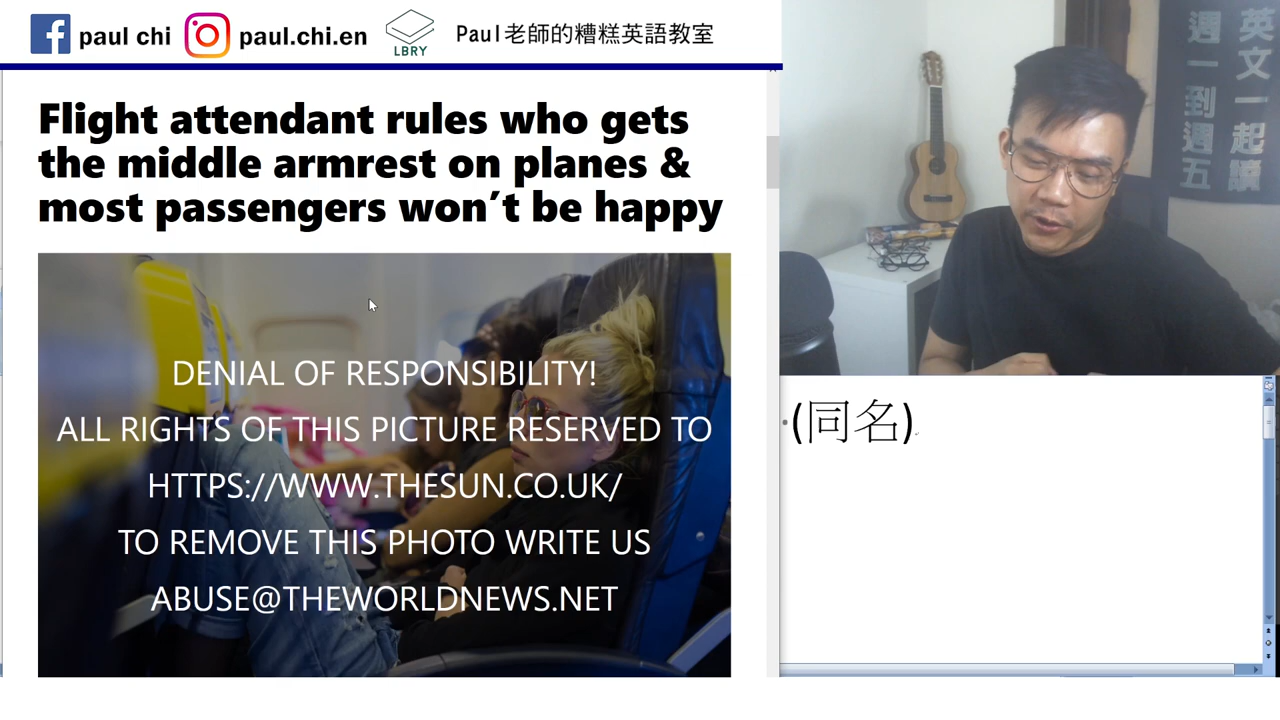 paul chi
paul.chi.en
LBRY
Paul老師的糟糕英語教室
Flight attendant rules who gets
the middle armrest on planes &
most passengers won't be happy
DENIAL OF RESPONSIBILITY!
ALL RIGHTS OF THIS PICTURE RESERVED TO
HTTPS://WWW.THESUN.CO.UK/
TO REMOVE THIS PHOTO WRITE US
ABUSE@THEWORLDNEWS.NET
英文一起讀
週一到週五
(同名)